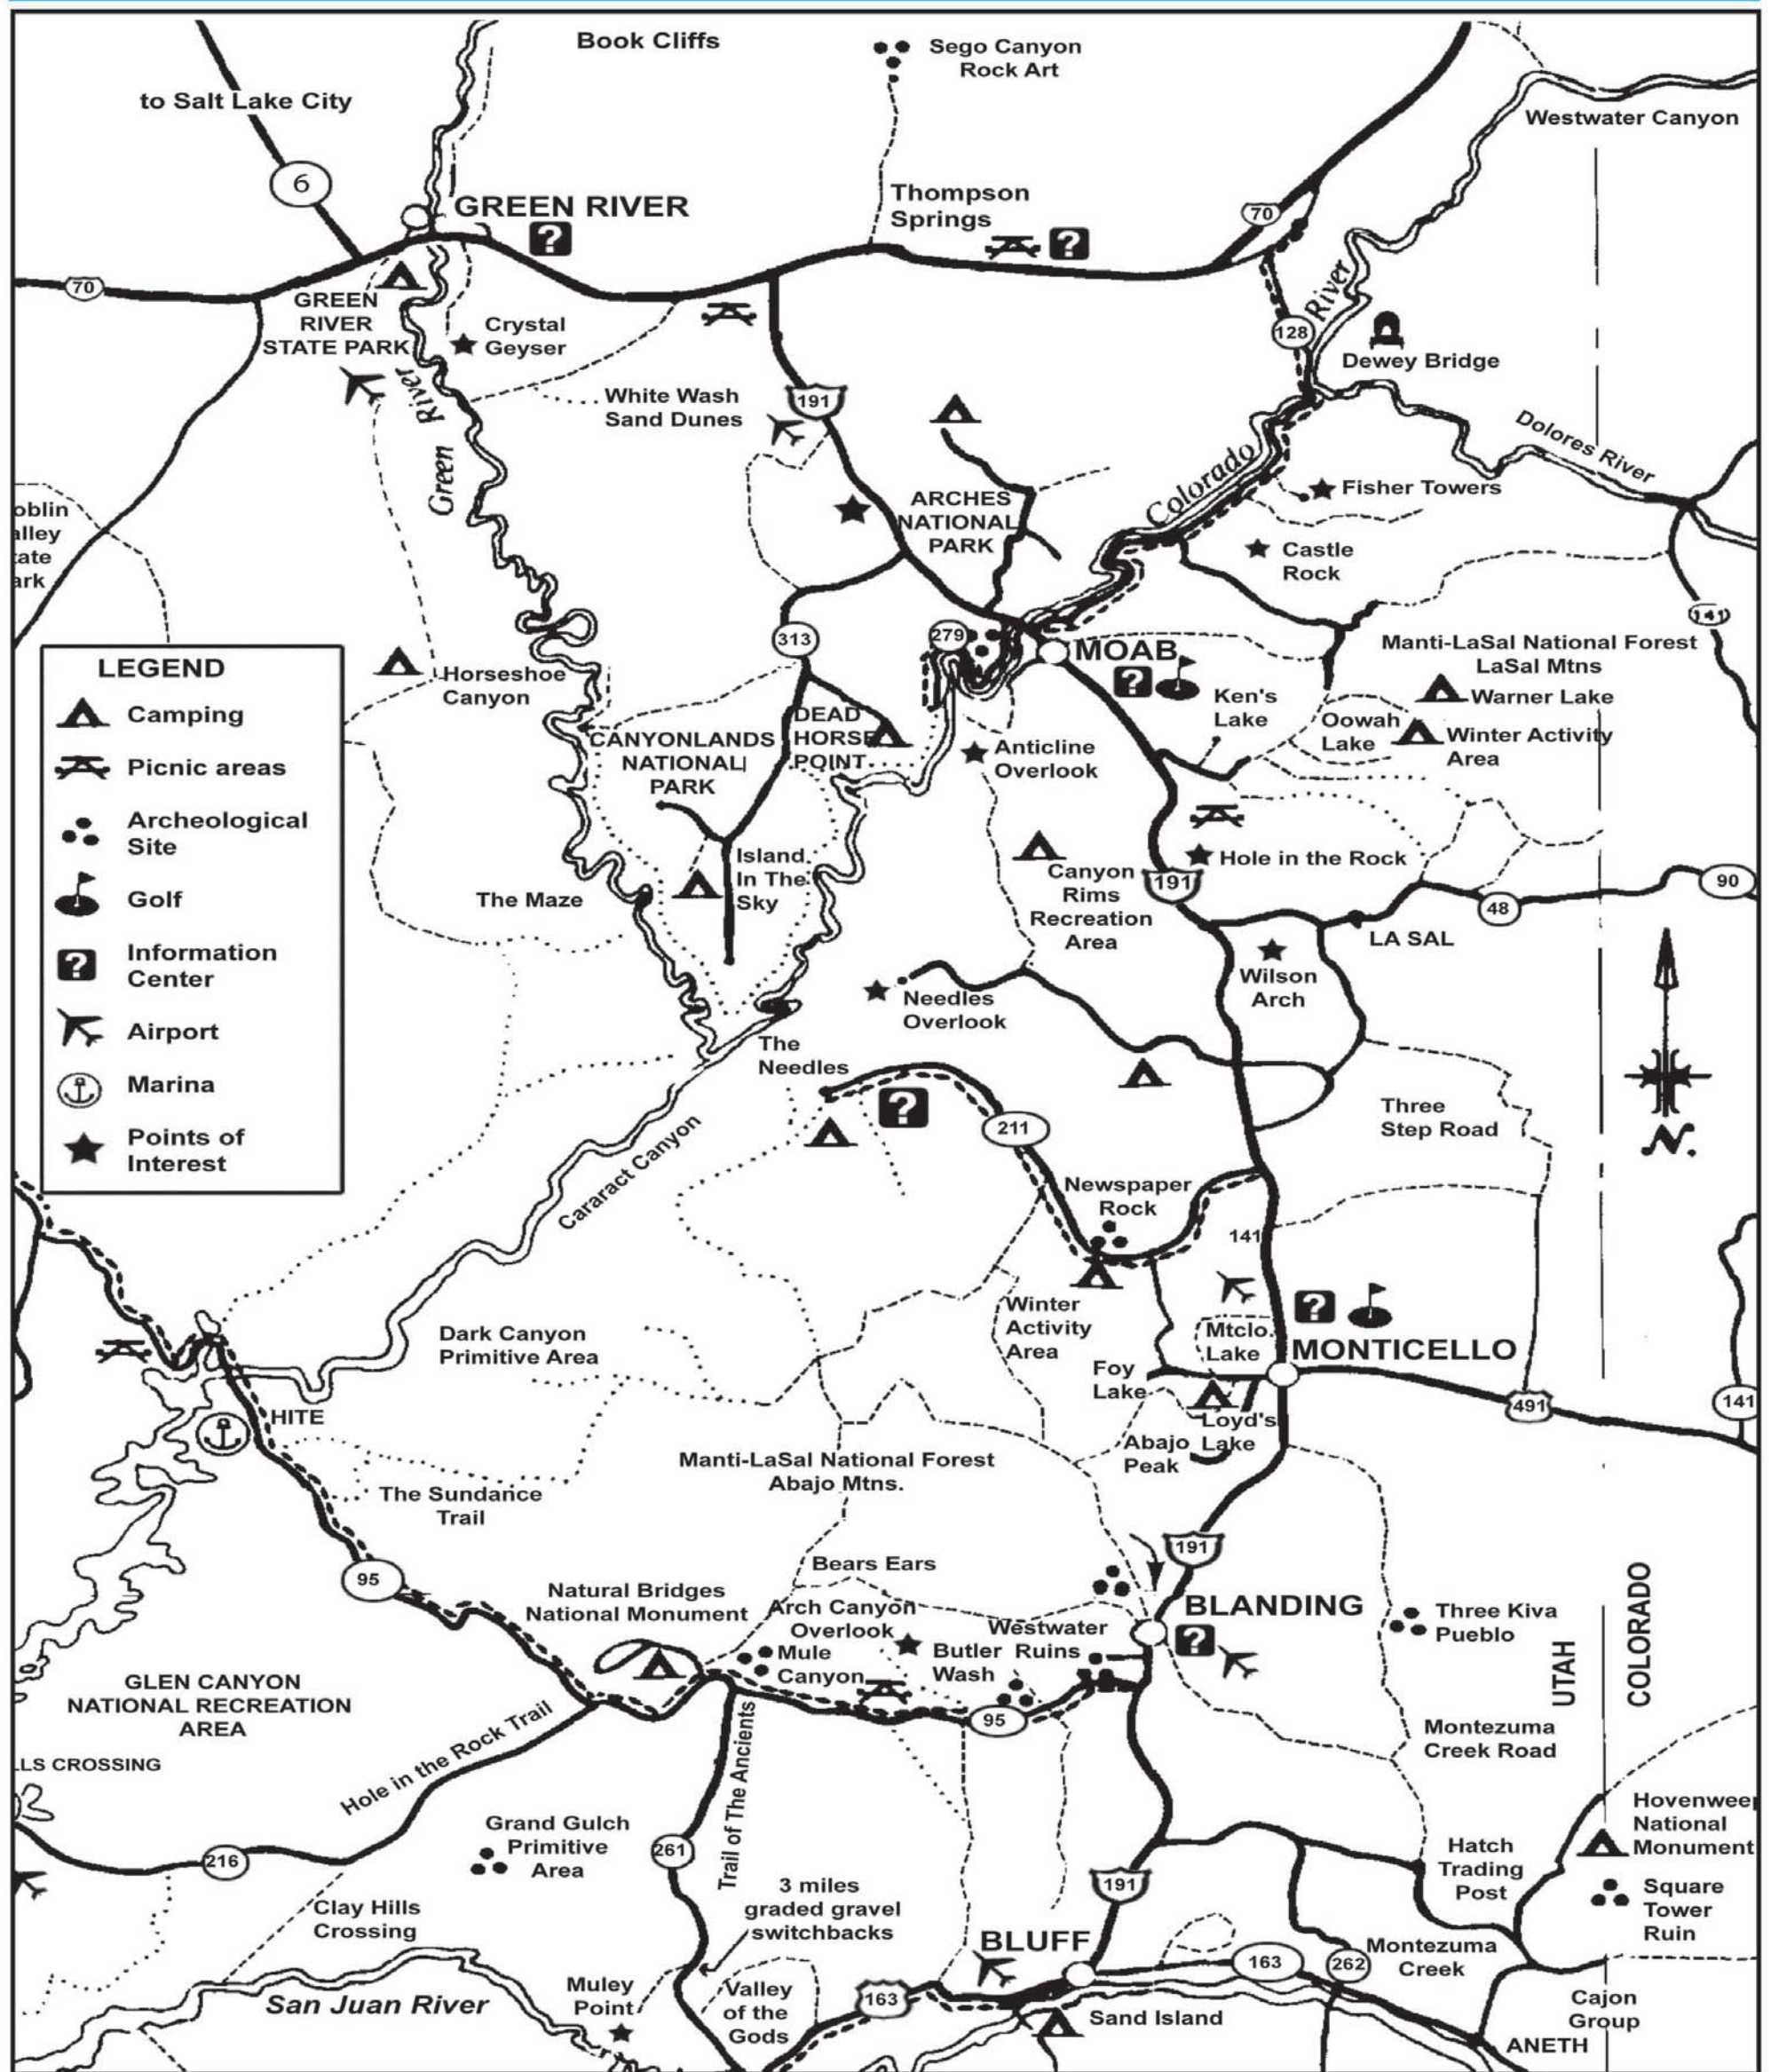 Book Cliffs
Sego Canyon
Rock Art
to Salt Lake City
Westwater Canyon
6
GREEN RIVER
?
Thompson
Springs
?
70
70
GREEN
RIVER
STATE PARK
Crystal
Geyser
River
128
Dewey Bridge
Green River
White Wash
Sand Dunes
191
Dolores River
Colorado
Fisher Towers
ARCHES
NATIONAL
PARK
oblin
alley
tate
ark
Castle
Rock
141
313
279
MOAB
?
Manti-LaSal National Forest
LaSal Mtns
Warner Lake
Horseshoe
Canyon
Ken's
Lake
Oowah
Lake
Winter Activity
Area
CANYONLANDS
NATIONAL
PARK
DEAD
HORSE
POINT
Anticline
Overlook
LEGEND
Camping
Picnic areas
Archeological
Site
Golf
?
Information
Center
Airport
Marina
Points of
Interest
The Maze
Island
In The
Sky
Canyon
Rims
Recreation
Area
Hole in the Rock
191
48
90
LA SAL
Wilson
Arch
Needles
Overlook
The
Needles
?
211
Three
Step Road
N.
Cararact Canyon
Newspaper
Rock
141
Winter
Activity
Area
?
Mtclo.
Lake
MONTICELLO
Foy
Lake
Loyd's
Lake
Abajo
Peak
491
141
Dark Canyon
Primitive Area
HITE
Manti-LaSal National Forest
Abajo Mtns.
The Sundance
Trail
191
95
Bears Ears
Natural Bridges
National Monument
Arch Canyon
Overlook
BLANDING
?
Westwater
Ruins
Butler
Wash
Mule
Canyon
95
Three Kiva
Pueblo
UTAH
COLORADO
GLEN CANYON
NATIONAL RECREATION
AREA
LLS CROSSING
Hole in the Rock Trail
Trail of The Ancients
Montezuma
Creek Road
Hovenweep
National
Monument
Grand Gulch
Primitive
Area
261
216
191
Hatch
Trading
Post
Square
Tower
Ruin
3 miles
graded gravel
switchbacks
Clay Hills
Crossing
BLUFF
163
262
Montezuma
Creek
San Juan River
Muley
Point
Valley
of the
Gods
163
Sand Island
Cajon
Group
ANETH